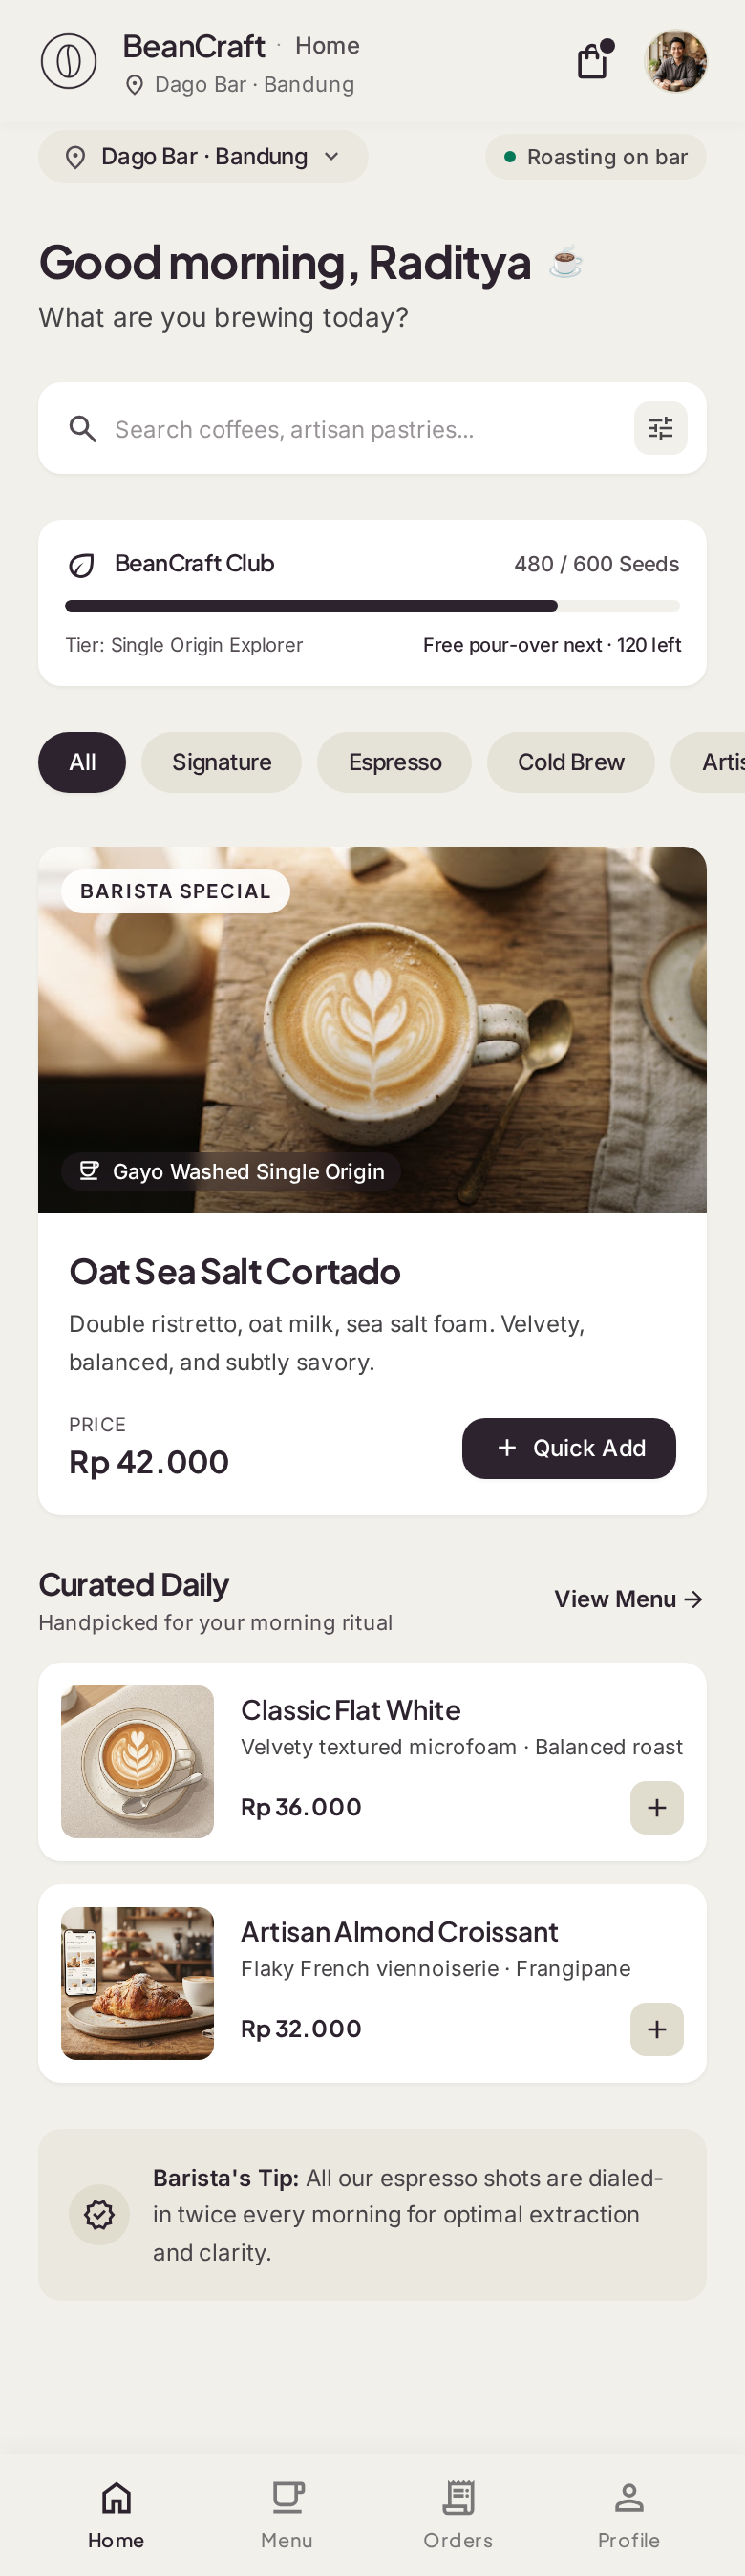 BeanCraft · Home
Dago Bar · Bandung
Dago Bar · Bandung
Roasting on bar
Good morning, Raditya ☕
What are you brewing today?
Search coffees, artisan pastries...
BeanCraft Club
480 / 600 Seeds
Tier: Single Origin Explorer
Free pour-over next · 120 left
All
Signature
Espresso
Cold Brew
Artis
BARISTA SPECIAL
Gayo Washed Single Origin
Oat Sea Salt Cortado
Double ristretto, oat milk, sea salt foam. Velvety,
balanced, and subtly savory.
PRICE
Rp 42.000
Quick Add
Curated Daily
Handpicked for your morning ritual
View Menu →
Classic Flat White
Velvety textured microfoam · Balanced roast
Rp 36.000
Artisan Almond Croissant
Flaky French viennoiserie · Frangipane
Rp 32.000
Barista's Tip: All our espresso shots are dialed-
in twice every morning for optimal extraction
and clarity.
Home
Menu
Orders
Profile